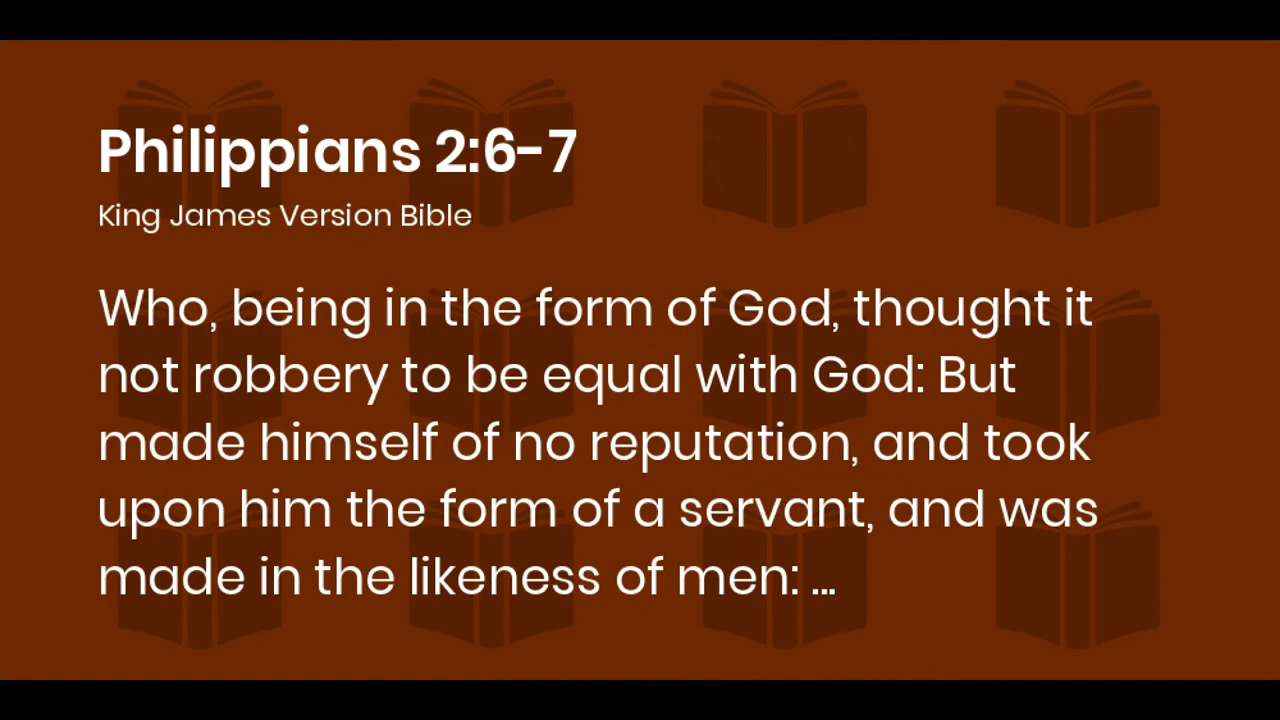 Philippians 2:6-7
King James Version Bible
Who, being in the form of God, thought it
not robbery to be equal with God: But
made himself of no reputation, and took
upon him the form of a servant, and was
made in the likeness of men: ...